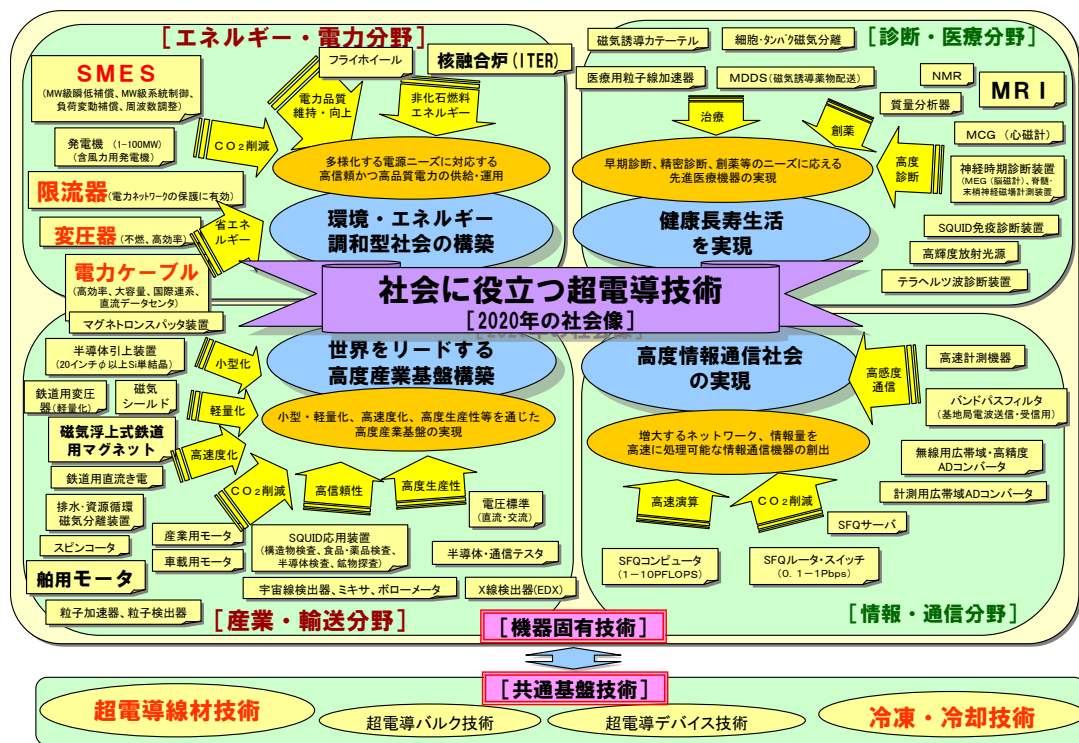 [エネルギー・電力分野]
SMES
(MW級瞬低補償、MW級系統制御、
負荷変動補償、周波数調整)
フライホイール
核融合炉(ITER)
発電機 (1-100MW)
(含風力用発電機)
CO2削減
電力品質
維持・向上
非化石燃料
エネルギー
限流器(電力ネットワークの保護に有効)
変圧器(不燃、高効率)
省エネ
ルギー
電力ケーブル
(高効率、大容量、国際連系、
直流データセンタ)
多様化する電源ニーズに対応する
高信頼かつ高品質電力の供給・運用
環境・エネルギー
調和型社会の構築
[診断・医療分野]
磁気誘導カテーテル
細胞・タンパク磁気分離
医療用粒子線加速器
MDDS(磁気誘導薬物配送)
NMR
MRI
質量分析器
治療
創薬
高度
診断
MCG (心磁計)
神経時期診断装置
(MEG(脳磁計)、脊髄・
末梢神経磁場計測装置
SQUID免疫診断装置
高輝度放射光源
テラヘルツ波診断装置
早期診断、精密診断、創薬等のニーズに応える
先進医療機器の実現
健康長寿生活
を実現
社会に役立つ超電導技術
[2020年の社会像]
マグネトロンスパッタ装置
半導体引上装置
(20インチφ以上Si単結晶)
小型化
鉄道用変圧
器(軽量化)
磁気
シールド
軽量化
磁気浮上式鉄道
用マグネット
高速度化
鉄道用直流き電
排水・資源循環
磁気分離装置
スピンコータ
産業用モータ
車載用モータ
舶用モータ
粒子加速器、粒子検出器
CO2削減
高信頼性
高度生産性
SQUID応用装置
(構造物検査、食品・薬品検査、
半導体検査、鉱物探査)
電圧標準
(直流・交流)
半導体・通信テスタ
宇宙線検出器、ミキサ、ボローメータ
X線検出器(EDX)
世界をリードする
高度産業基盤構築
小型・軽量化、高速度化、高度生産性等を通じた
高度産業基盤の実現
[産業・輸送分野]
高度情報通信社会
の実現
増大するネットワーク、情報量を
高速に処理可能な情報通信機器の創出
高感度
通信
高速計測機器
バンドパスフィルタ
(基地局電波送信・受信用)
無線用広帯域・高精度
ADコンバータ
計測用広帯域ADコンバータ
高速演算
CO2削減
SFQサーバ
SFQコンピュータ
(1-10PFLOPS)
SFQルータ・スイッチ
(0.1-1Pbps)
[情報・通信分野]
[機器固有技術]
[共通基盤技術]
超電導線材技術
超電導バルク技術
超電導デバイス技術
冷凍・冷却技術